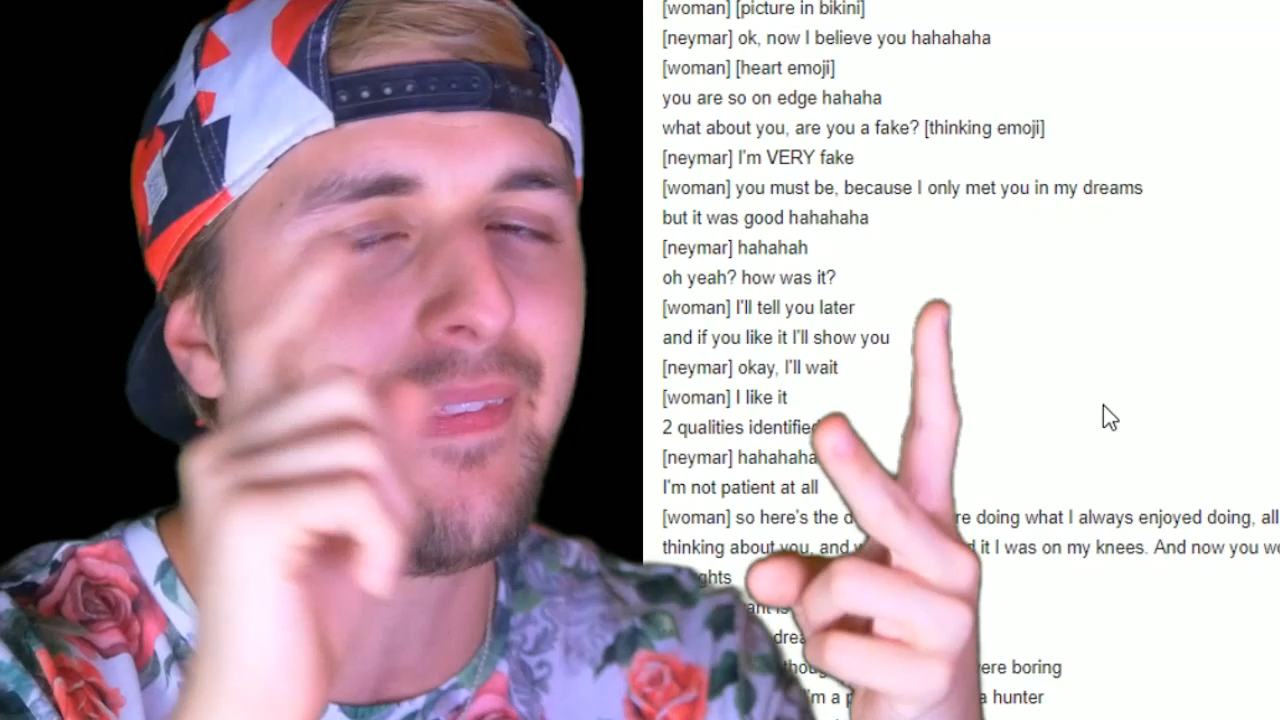 [woman] [picture in bikini]
[neymar] ok, now I believe you hahahaha
[woman] [heart emoji]
you are so on edge hahaha
what about you, are you a fake? [thinking emoji]
[neymar] I'm VERY fake
[woman] you must be, because I only met you in my dreams
but it was good hahahaha
[neymar] hahahah
oh yeah? how was it?
[woman] I'll tell you later
and if you like it I'll show you
[neymar] okay, I'll wait
[woman] I like it
2 qualities identified
[neymar] hahahaha
I'm not patient at all
[woman] so here's the doing what I always enjoyed doing, all
thinking about you, and it I was on my knees. And now you
were boring
I'm a hunter